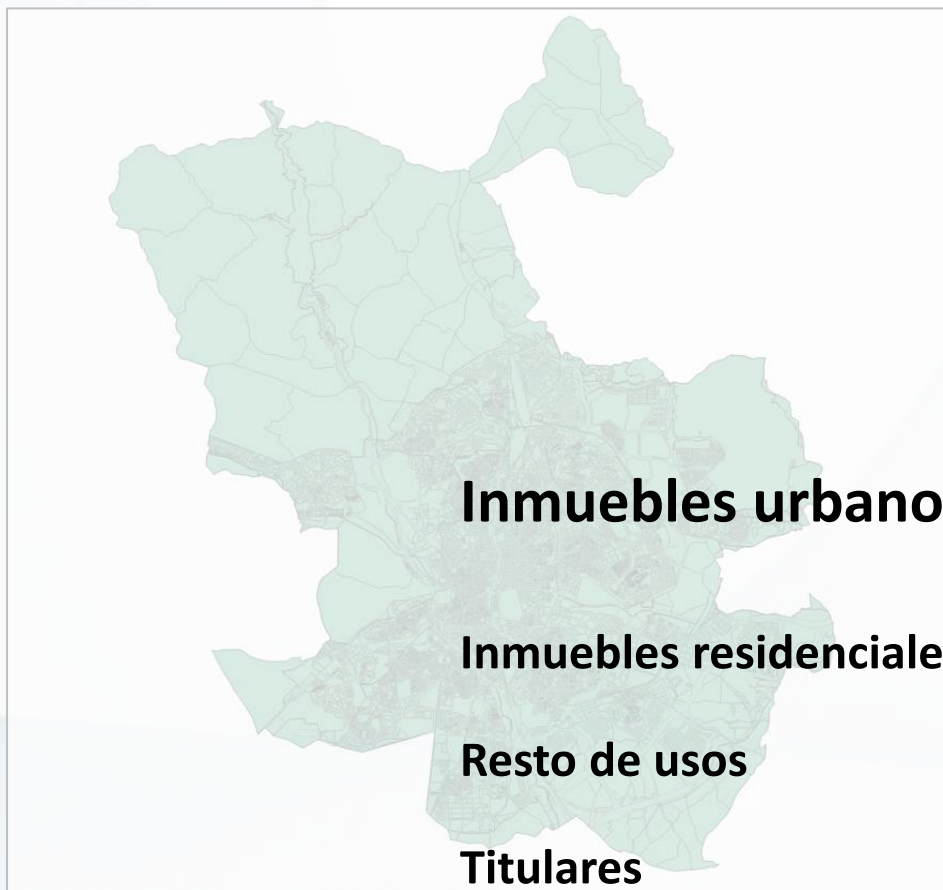 Inmuebles urbano
Inmuebles residenciale
Resto de usos
Titulares